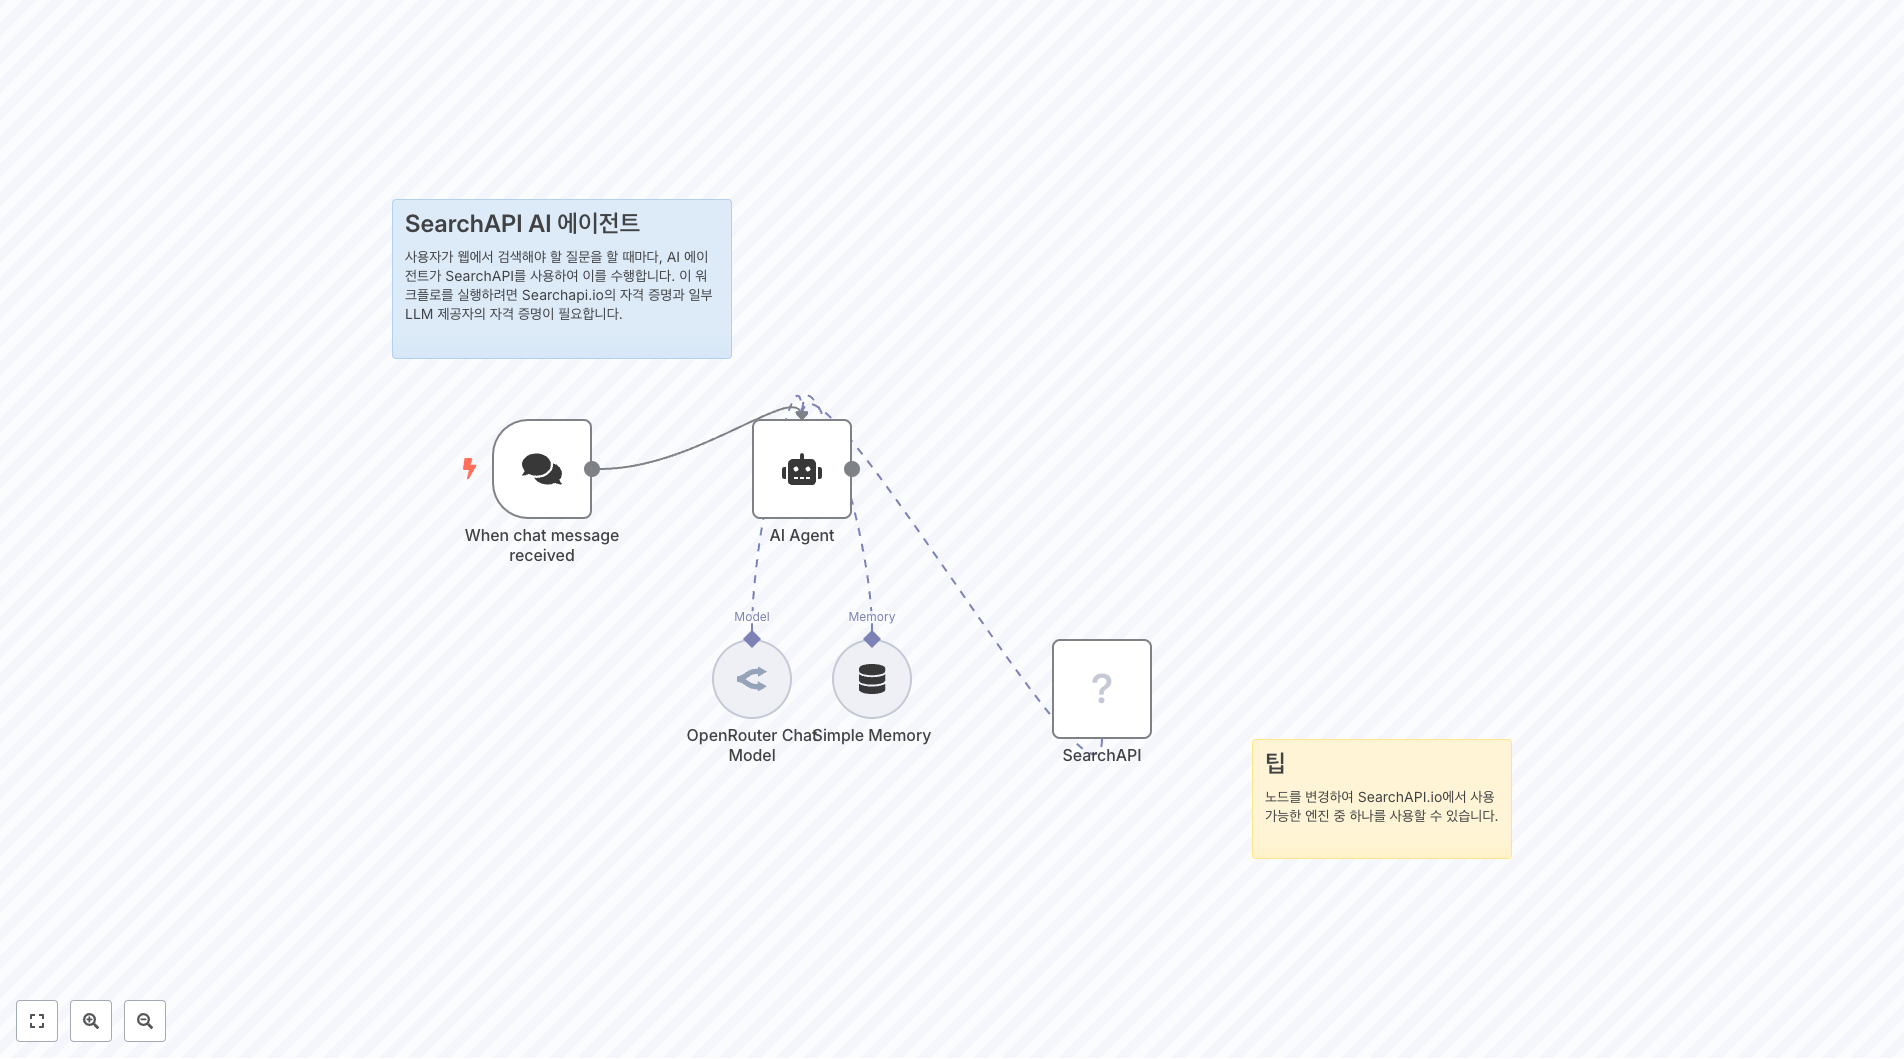 SearchAPI AI 에이전트
사용자가 웹에서 검색해야 할 질문을 할 때마다, AI 에이
전트가 SearchAPI를 사용하여 이를 수행합니다. 이 워
크플로를 실행하려면 Searchapi.io의 자격 증명과 일부
LLM 제공자의 자격 증명이 필요합니다.
When chat message
received
AI Agent
Model
Memory
OpenRouter Chat
Model
Simple Memory
?
SearchAPI
팁
노드를 변경하여 SearchAPI.io에서 사용
가능한 엔진 중 하나를 사용할 수 있습니다.